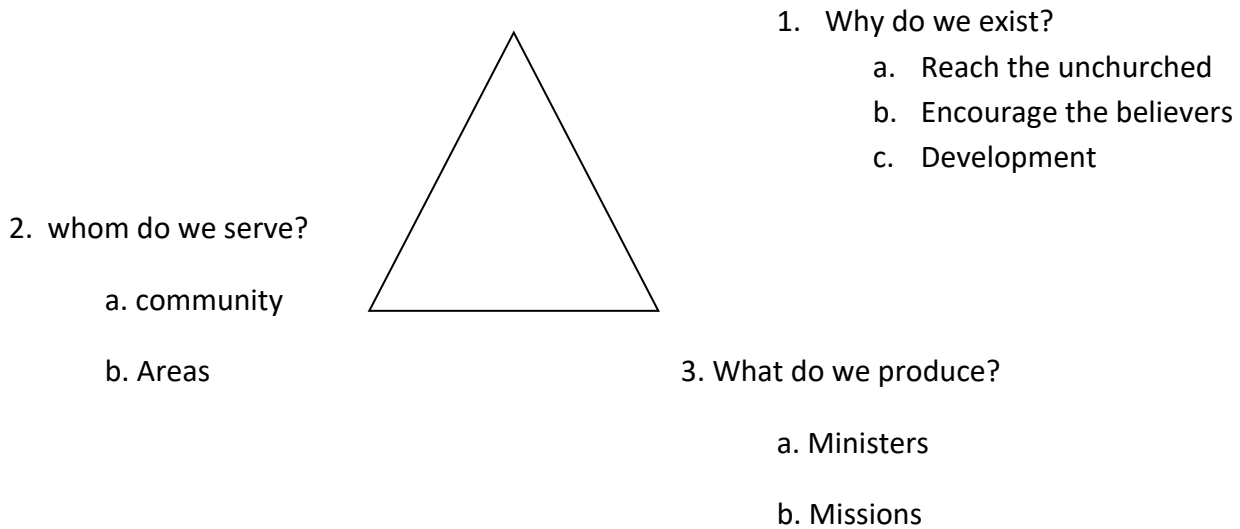 1. Why do we exist?
a. Reach the unchurched
b. Encourage the believers
c. Development
2. whom do we serve?
a. community
b. Areas
3. What do we produce?
a. Ministers
b. Missions